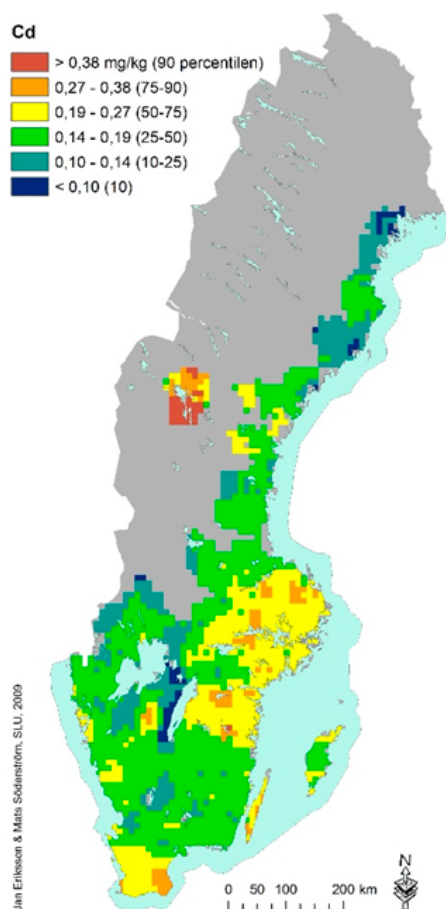 Cd
> 0,38 mg/kg (90 percentilen)
0,27 - 0,38 (75-90)
0,19 - 0,27 (50-75)
0,14 - 0,19 (25-50)
0,10 - 0,14 (10-25)
< 0,10 (10)
Jan Eriksson & Mats Söderström, SLU, 2009
N
0 50 100 200 km